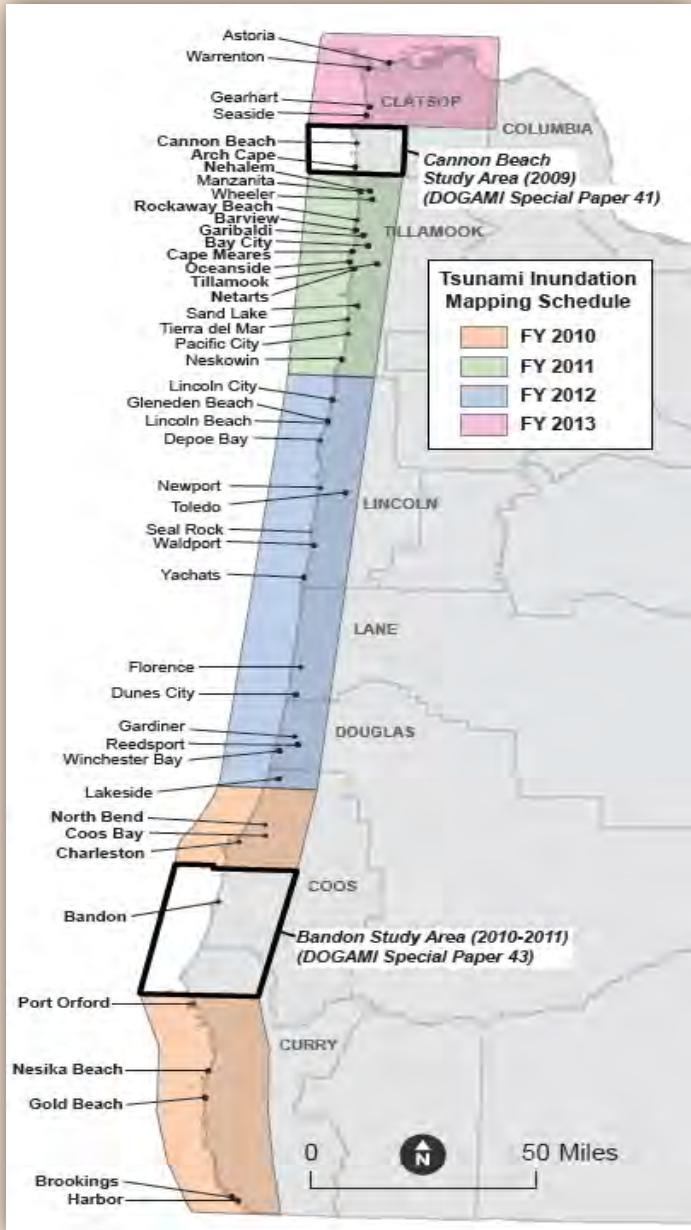 Astoria
Warrenton
Gearhart
Seaside
CLATSOP
COLUMBIA
Cannon Beach
Arch Cape
Nehalem
Manzanita
Wheeler
Rockaway Beach
Barview
Garibaldi
Bay City
Cape Meares
Oceanside
Tillamook
Netarts
Sand Lake
Tierra del Mar
Pacific City
Neskowin
Cannon Beach
Study Area (2009)
(DOGAMI Special Paper 41)
TILLAMOOK
Tsunami Inundation
Mapping Schedule
FY 2010
FY 2011
FY 2012
FY 2013
Lincoln City
Gleneden Beach
Lincoln Beach
Depoe Bay
Newport
Toledo
LINCOLN
Seal Rock
Waldport
Yachats
LANE
Florence
Dunes City
Gardiner
Reedsport
Winchester Bay
DOUGLAS
Lakeside
North Bend
Coos Bay
Charleston
COOS
Bandon
Bandon Study Area (2010-2011)
(DOGAMI Special Paper 43)
Port Orford
CURRY
Nesika Beach
Gold Beach
Brookings
Harbor
0
N
50 Miles